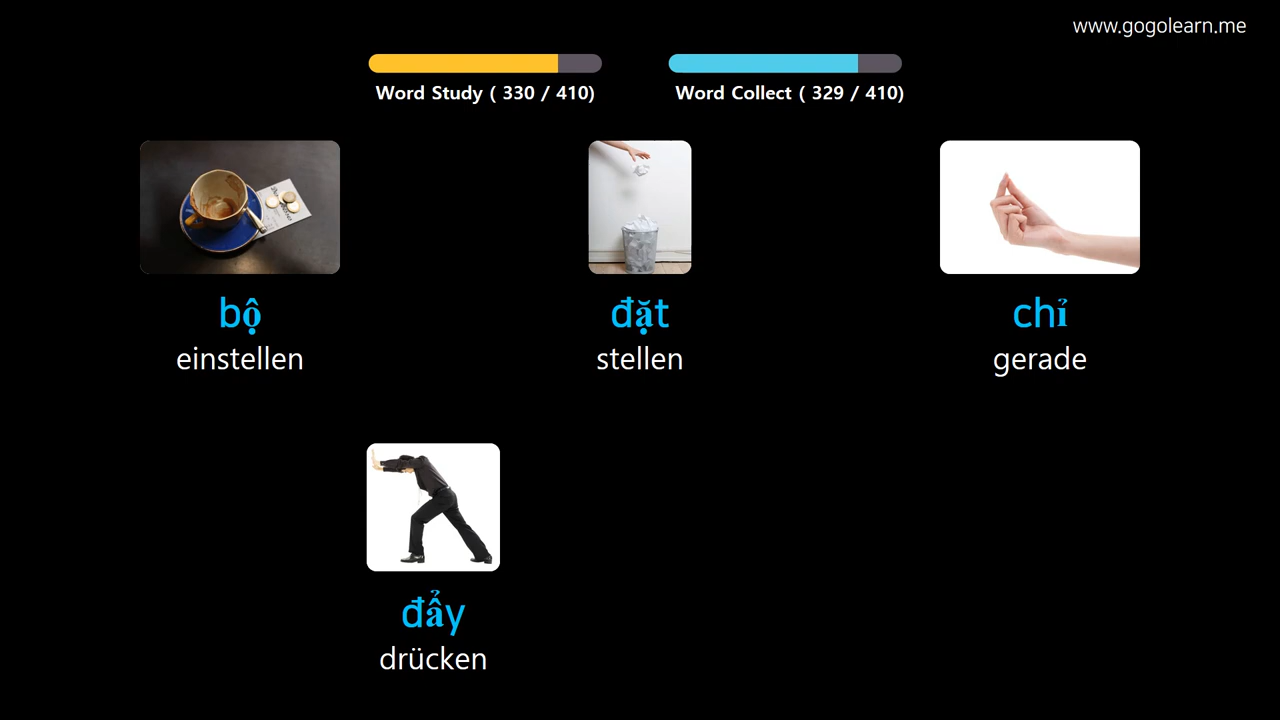 www.gogolearn.me
Word Study ( 330 / 410)
Word Collect ( 329 / 410)
bộ
einstellen
đặt
stellen
chỉ
gerade
đẩy
drücken